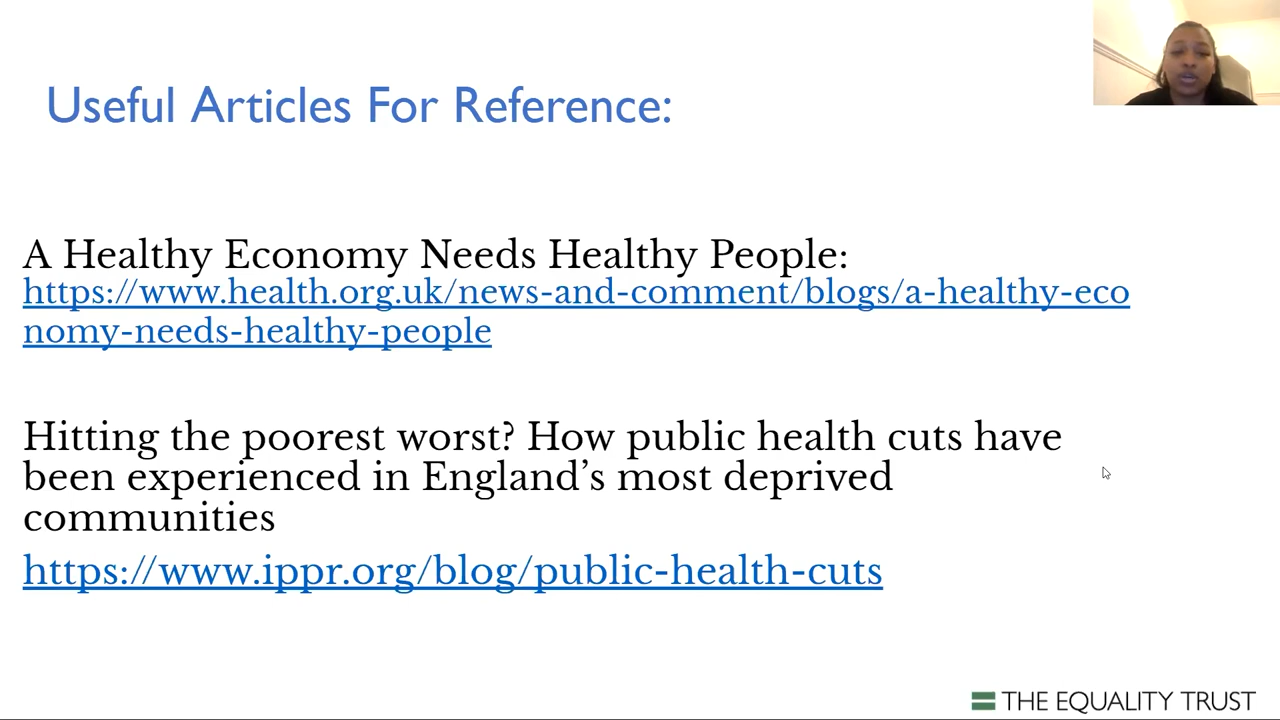 Useful Articles For Reference:
A Healthy Economy Needs Healthy People:
https://www.health.org.uk/news-and-comment/blogs/a-healthy-eco
nomy-needs-healthy-people
Hitting the poorest worst? How public health cuts have
been experienced in England’s most deprived
communities
https://www.ippr.org/blog/public-health-cuts
THE EQUALITY TRUST